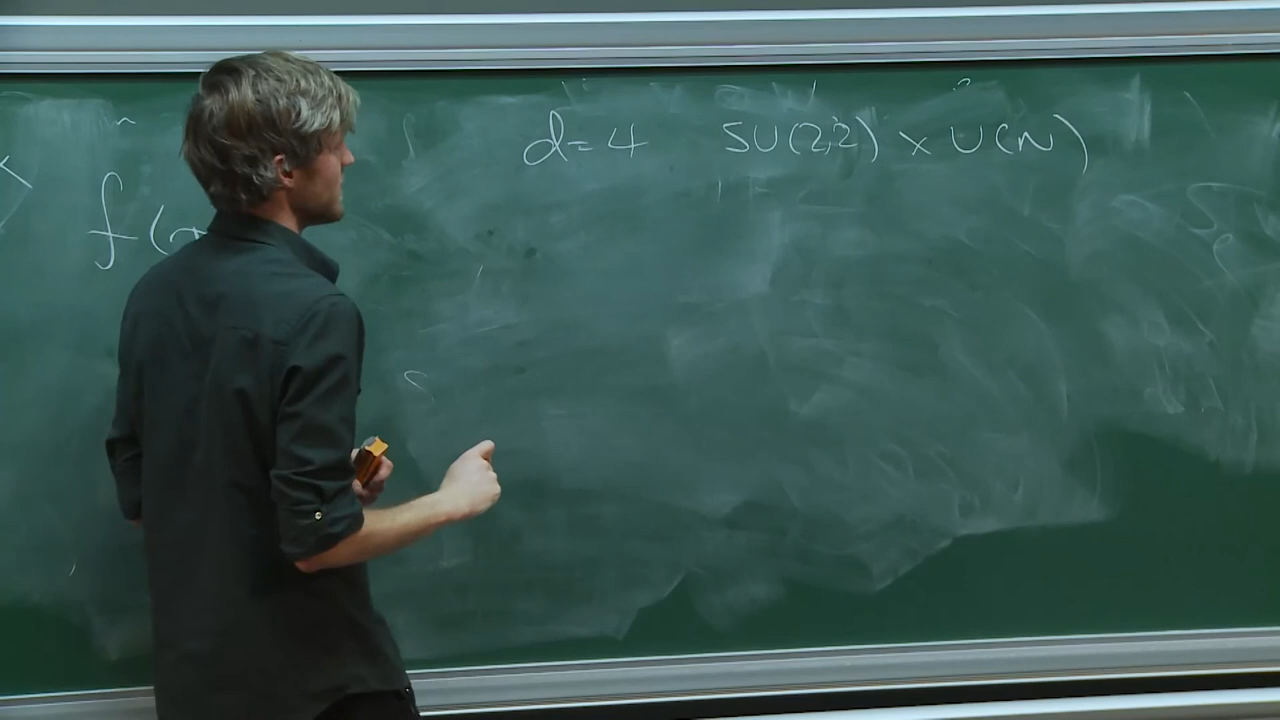 d=4 SU(2,2) × U(N)
f(